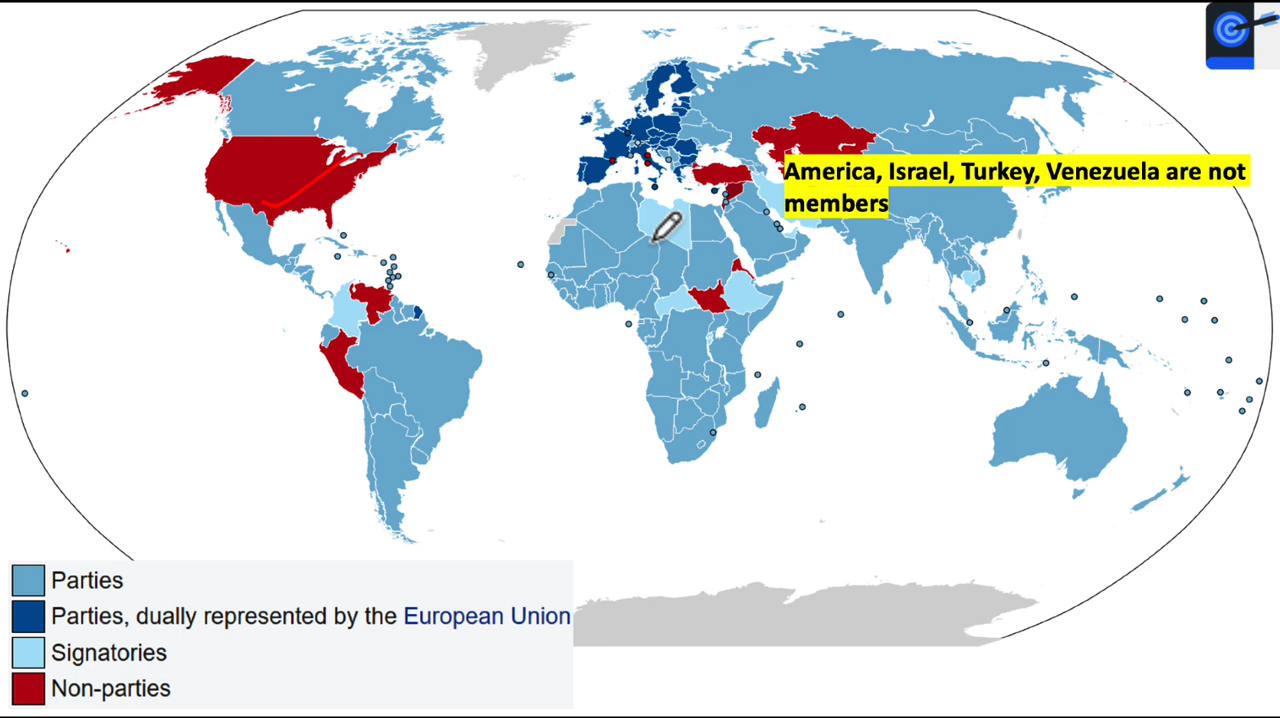 America, Israel, Turkey, Venezuela are not
members
Parties
Parties, dually represented by the European Union
Signatories
Non-parties